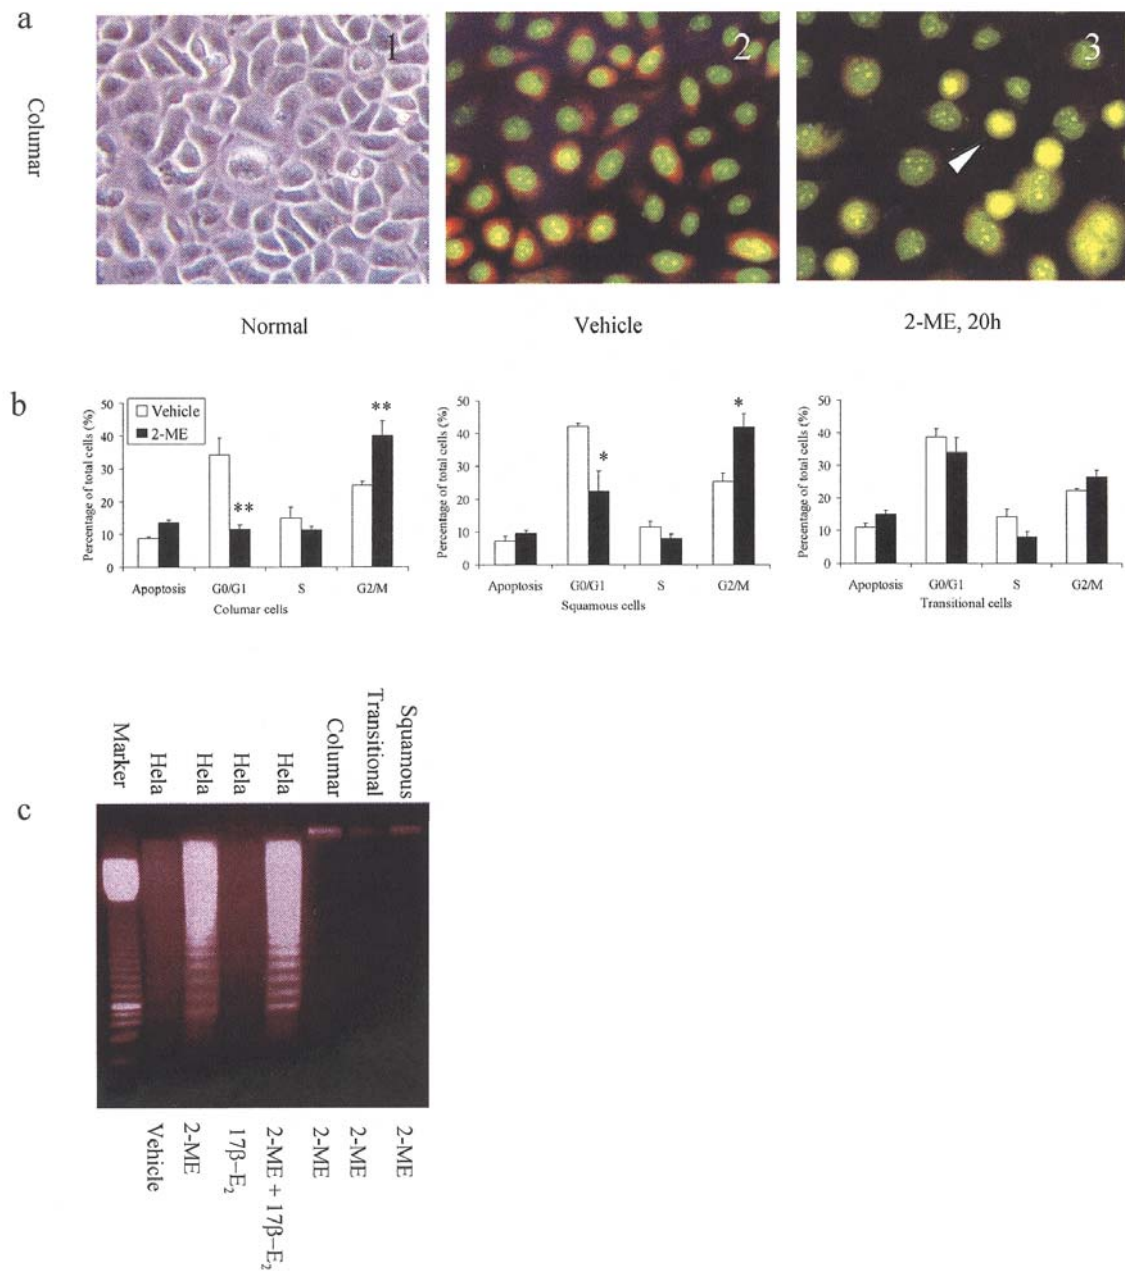 a
Columar
1
2
3
Normal
Vehicle
2-ME, 20h
b
Percentage of total cells (%)
50
40
30
20
10
0
Vehicle
2-ME
**
**
Apoptosis
G0/G1
S
G2/M
Columar cells
Percentage of total cells (%)
50
40
30
20
10
0
*
*
Apoptosis
G0/G1
S
G2/M
Squamous cells
Percentage of total cells (%)
50
40
30
20
10
0
Apoptosis
G0/G1
S
G2/M
Transitional cells
c
Marker
Hela
Hela
Hela
Hela
Columar
Transitional
Squamous
Vehicle
2-ME
17β–E₂
2-ME + 17β–E₂
2-ME
2-ME
2-ME